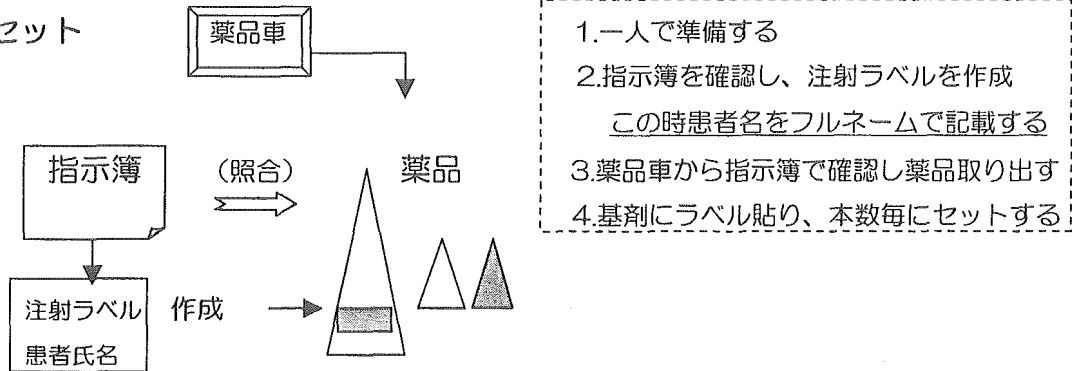 セット
薬品車
指示簿
（照合）
薬品
注射ラベル
患者氏名
作成
1.一人で準備する
2.指示簿を確認し、注射ラベルを作成
この時患者名をフルネームで記載する
3.薬品車から指示簿で確認し薬品取り出す
4.基剤にラベル貼り、本数毎にセットする